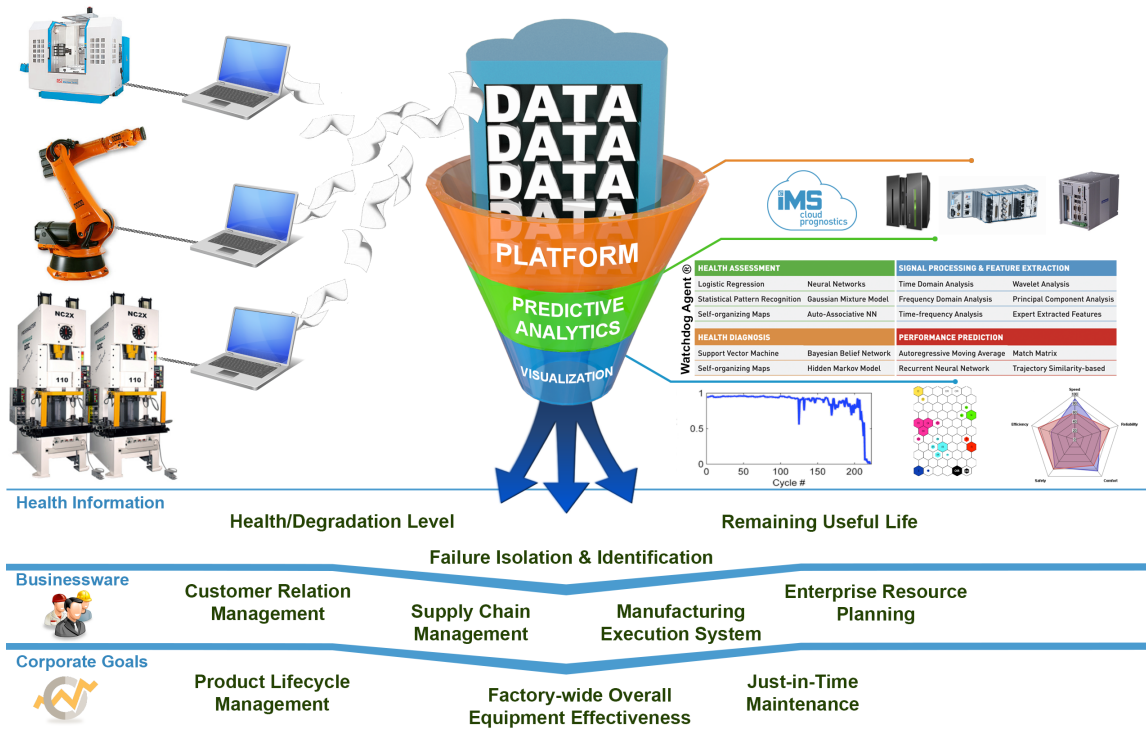 DATA
DATA
DATA
DATA
DATA
PLATFORM
PREDICTIVE
ANALYTICS
VISUALIZATION
NC2X
NC2X
110
110
iMS
cloud
prognostics
Watchdog Agent ®
HEALTH ASSESSMENT
Logistic Regression Neural Networks
Statistical Pattern Recognition Gaussian Mixture Model
Self-organizing Maps Auto-Associative NN
SIGNAL PROCESSING & FEATURE EXTRACTION
Time Domain Analysis Wavelet Analysis
Frequency Domain Analysis Principal Component Analysis
Time-frequency Analysis Expert Extracted Features
HEALTH DIAGNOSIS
Support Vector Machine Bayesian Belief Network
Self-organizing Maps Hidden Markov Model
PERFORMANCE PREDICTION
Autoregressive Moving Average Match Matrix
Recurrent Neural Network Trajectory Similarity-based
1
0.5
0
0 50 100 150 200
Cycle #
Speed
Efficiency
Reliability
Safety
Comfort
Health Information
Health/Degradation Level
Remaining Useful Life
Failure Isolation & Identification
Businessware
Customer Relation
Management
Supply Chain
Management
Manufacturing
Execution System
Enterprise Resource
Planning
Corporate Goals
Product Lifecycle
Management
Factory-wide Overall
Equipment Effectiveness
Just-in-Time
Maintenance